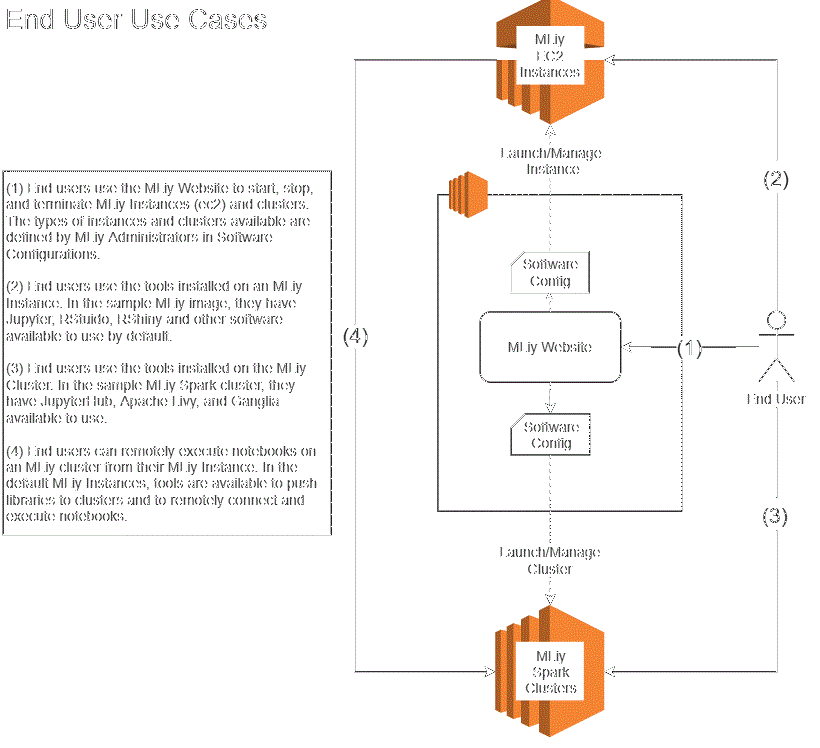 End User Use Cases
MLiy
EC2
Instances
Launch/Manage
Instance
(2)
(1) End users use the MLiy Website to start, stop,
and terminate MLiy Instances (ec2) and clusters.
The types of instances and clusters available are
defined by MLiy Administrators in Software
Configurations.
(2) End users use the tools installed on an MLiy
Instance. In the sample MLiy image, they have
Jupyter, RStuido, RShiny and other software
available to use by default.
(3) End users use the tools installed on the MLiy
Cluster. In the sample MLiy Spark cluster, they
have JupyterHub, Apache Livy, and Ganglia
available to use.
(4) End users can remotely execute notebooks on
an MLiy cluster from their MLiy Instance. In the
default MLiy Instances, tools are available to push
libraries to clusters and to remotely connect and
execute notebooks.
Software
Config
(4)
MLiy Website
(1)
End User
Software
Config
(3)
Launch/Manage
Cluster
MLiy
Spark
Clusters